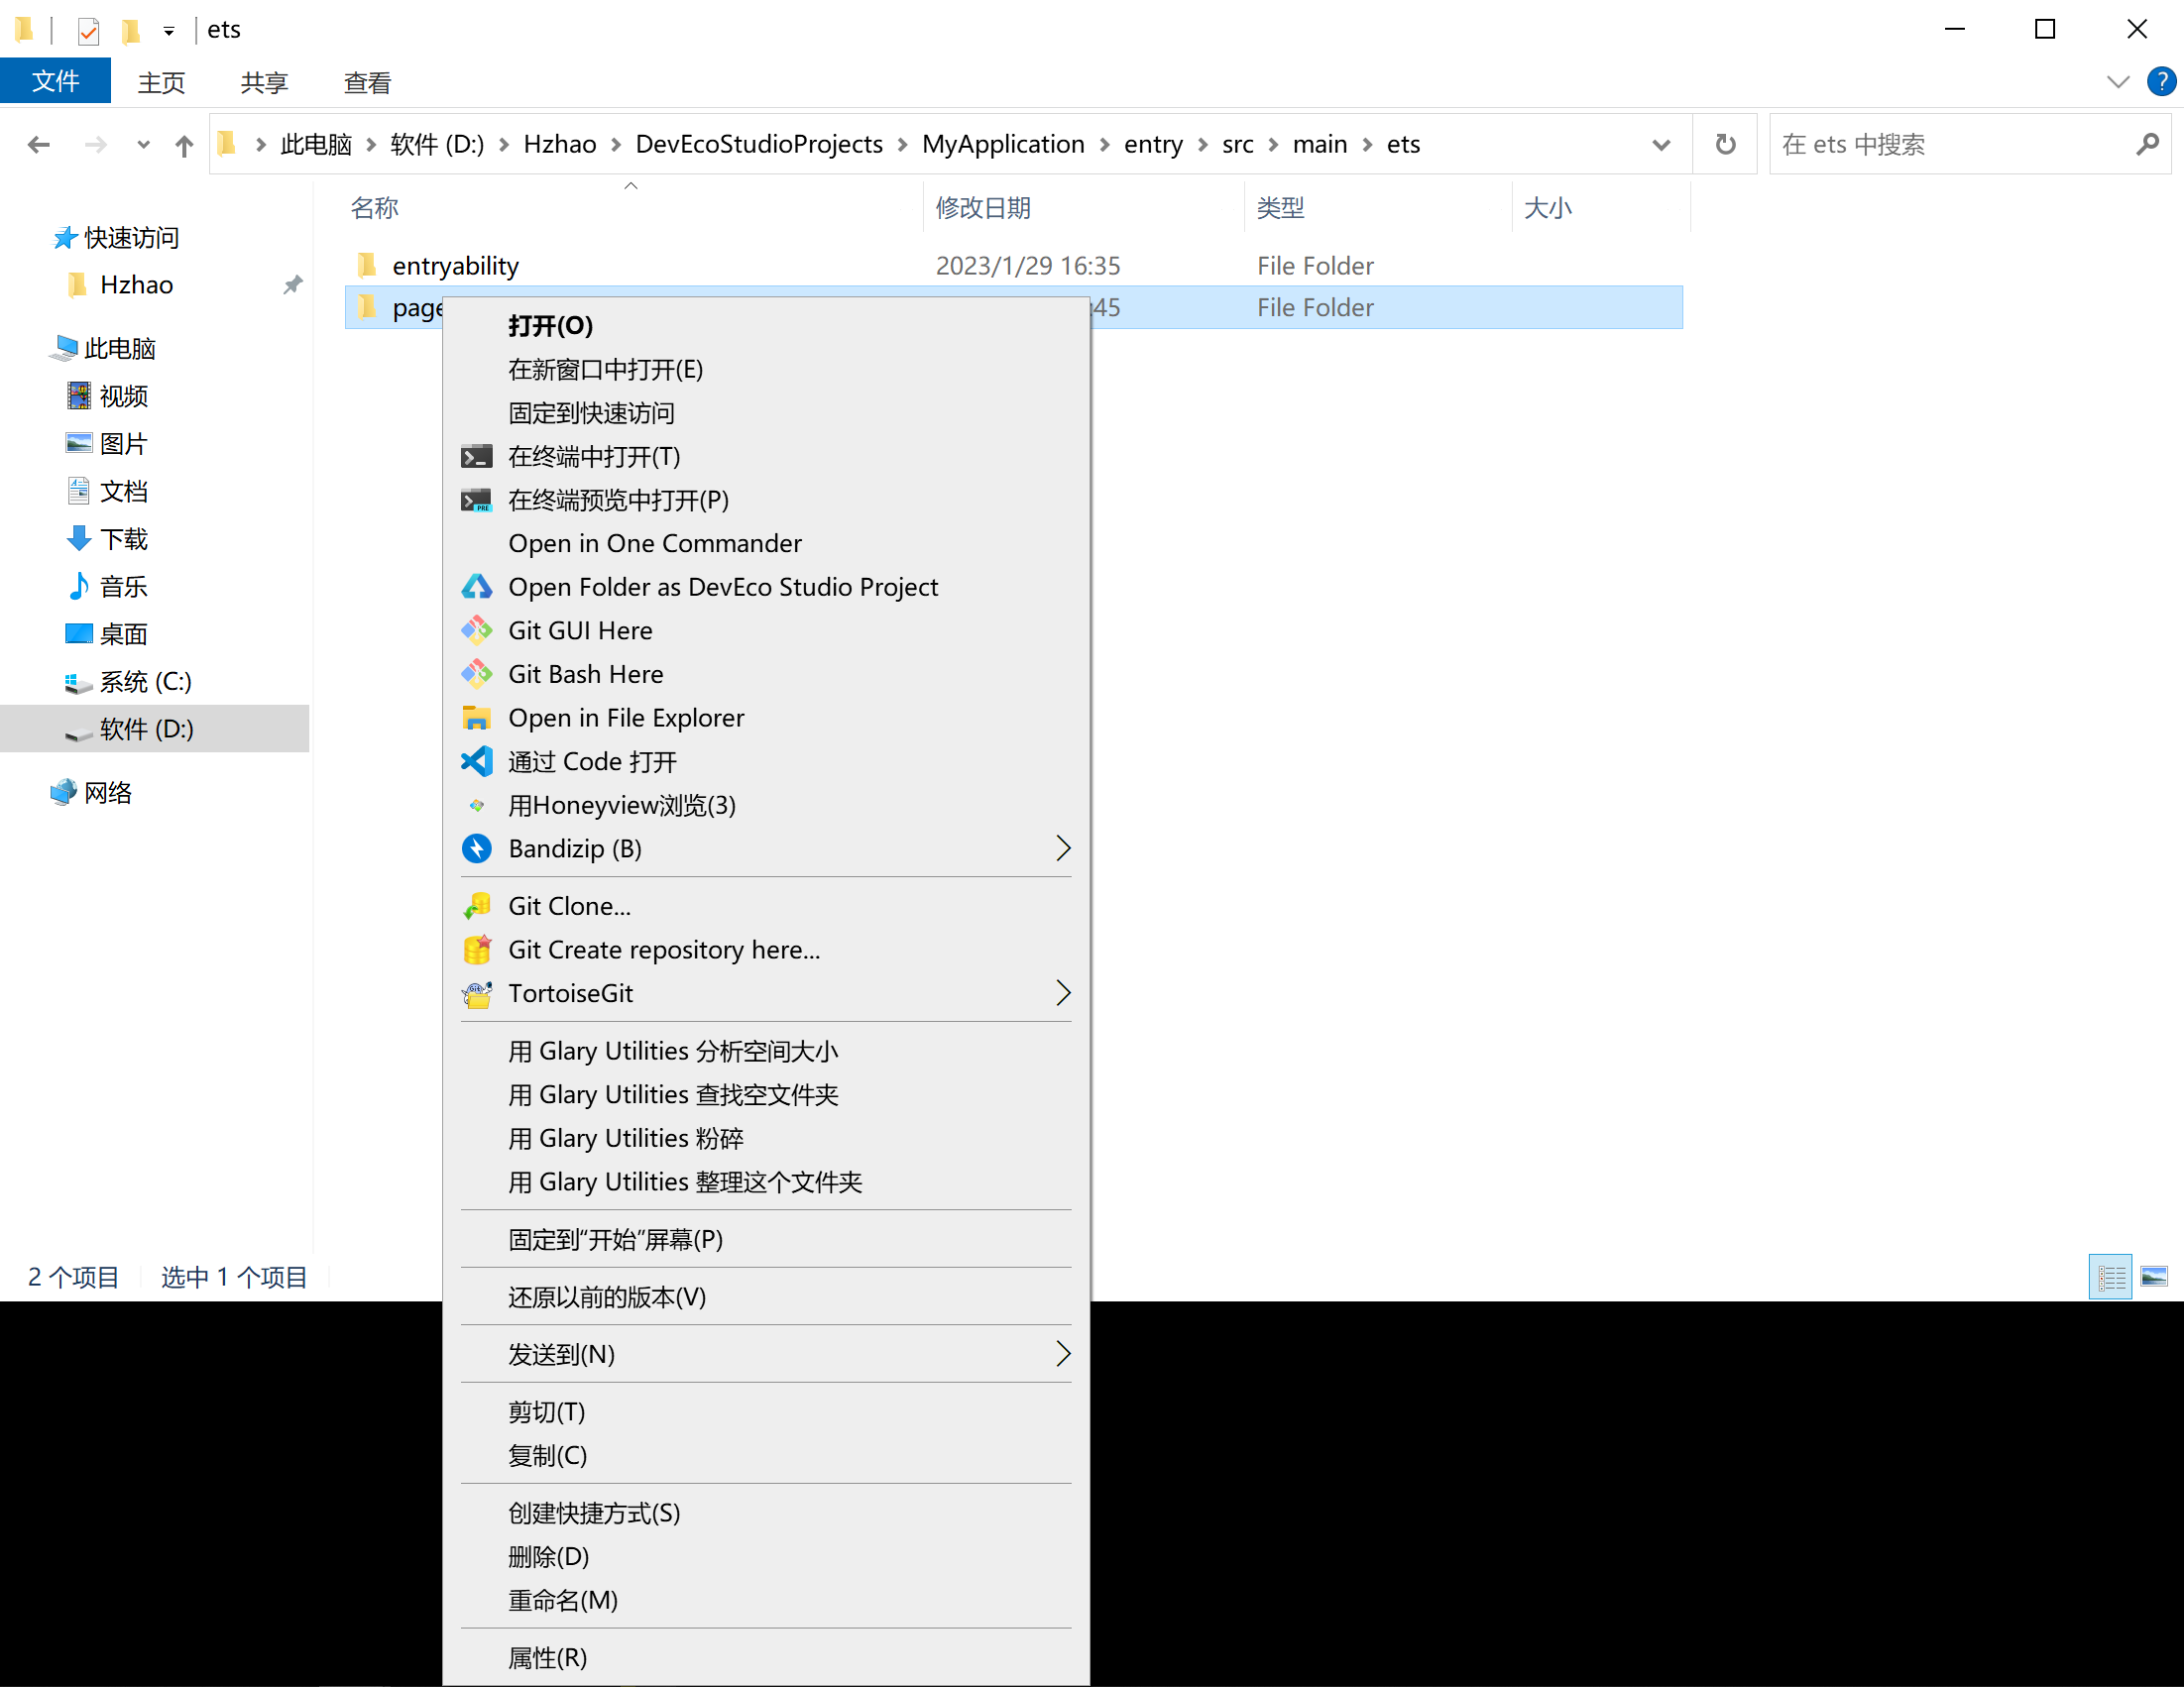 ets
文件 主页 共享 查看
此电脑 软件 (D:) Hzhao DevEcoStudioProjects MyApplication entry src main ets
在 ets 中搜索
名称 修改日期 类型 大小
快速访问
Hzhao
此电脑
视频
图片
文档
下载
音乐
桌面
系统 (C:)
软件 (D:)
网络
entryability 2023/1/29 16:35 File Folder
page :45 File Folder
打开(O)
在新窗口中打开(E)
固定到快速访问
在终端中打开(T)
PRE 在终端预览中打开(P)
Open in One Commander
Open Folder as DevEco Studio Project
Git GUI Here
Git Bash Here
Open in File Explorer
通过 Code 打开
用Honeyview浏览(3)
Bandizip (B)
Git Clone...
Git Create repository here...
TortoiseGit
用 Glary Utilities 分析空间大小
用 Glary Utilities 查找空文件夹
用 Glary Utilities 粉碎
用 Glary Utilities 整理这个文件夹
固定到“开始”屏幕(P)
还原以前的版本(V)
发送到(N)
剪切(T)
复制(C)
创建快捷方式(S)
删除(D)
重命名(M)
属性(R)
2 个项目 选中 1 个项目